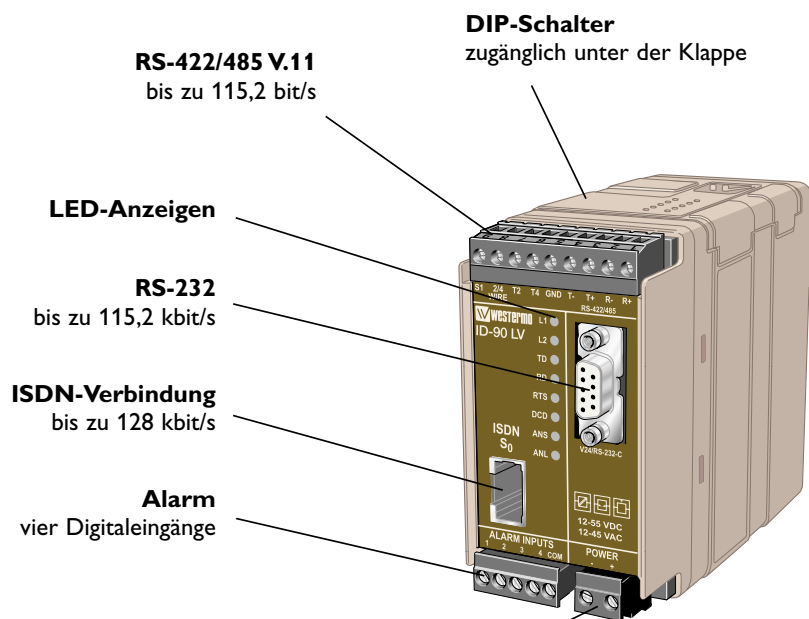 DIP-Schalter
zugänglich unter der Klappe
RS-422/485 V.11
bis zu 115,2 bit/s
LED-Anzeigen
RS-232
bis zu 115,2 kbit/s
ISDN-Verbindung
bis zu 128 kbit/s
Alarm
vier Digitaleingänge
S1 2/4 T2 T4 GND T- T+ R- R+
WIRE
RS-422/485
Westermo
ID-90 LV
L1
L2
TD
RD
RTS
DCD
ANS
ANL
ISDN
S0
V24/RS-232-C
12-55 VDC
12-45 VAC
ALARM INPUTS
1 2 3 4 COM
POWER
- +